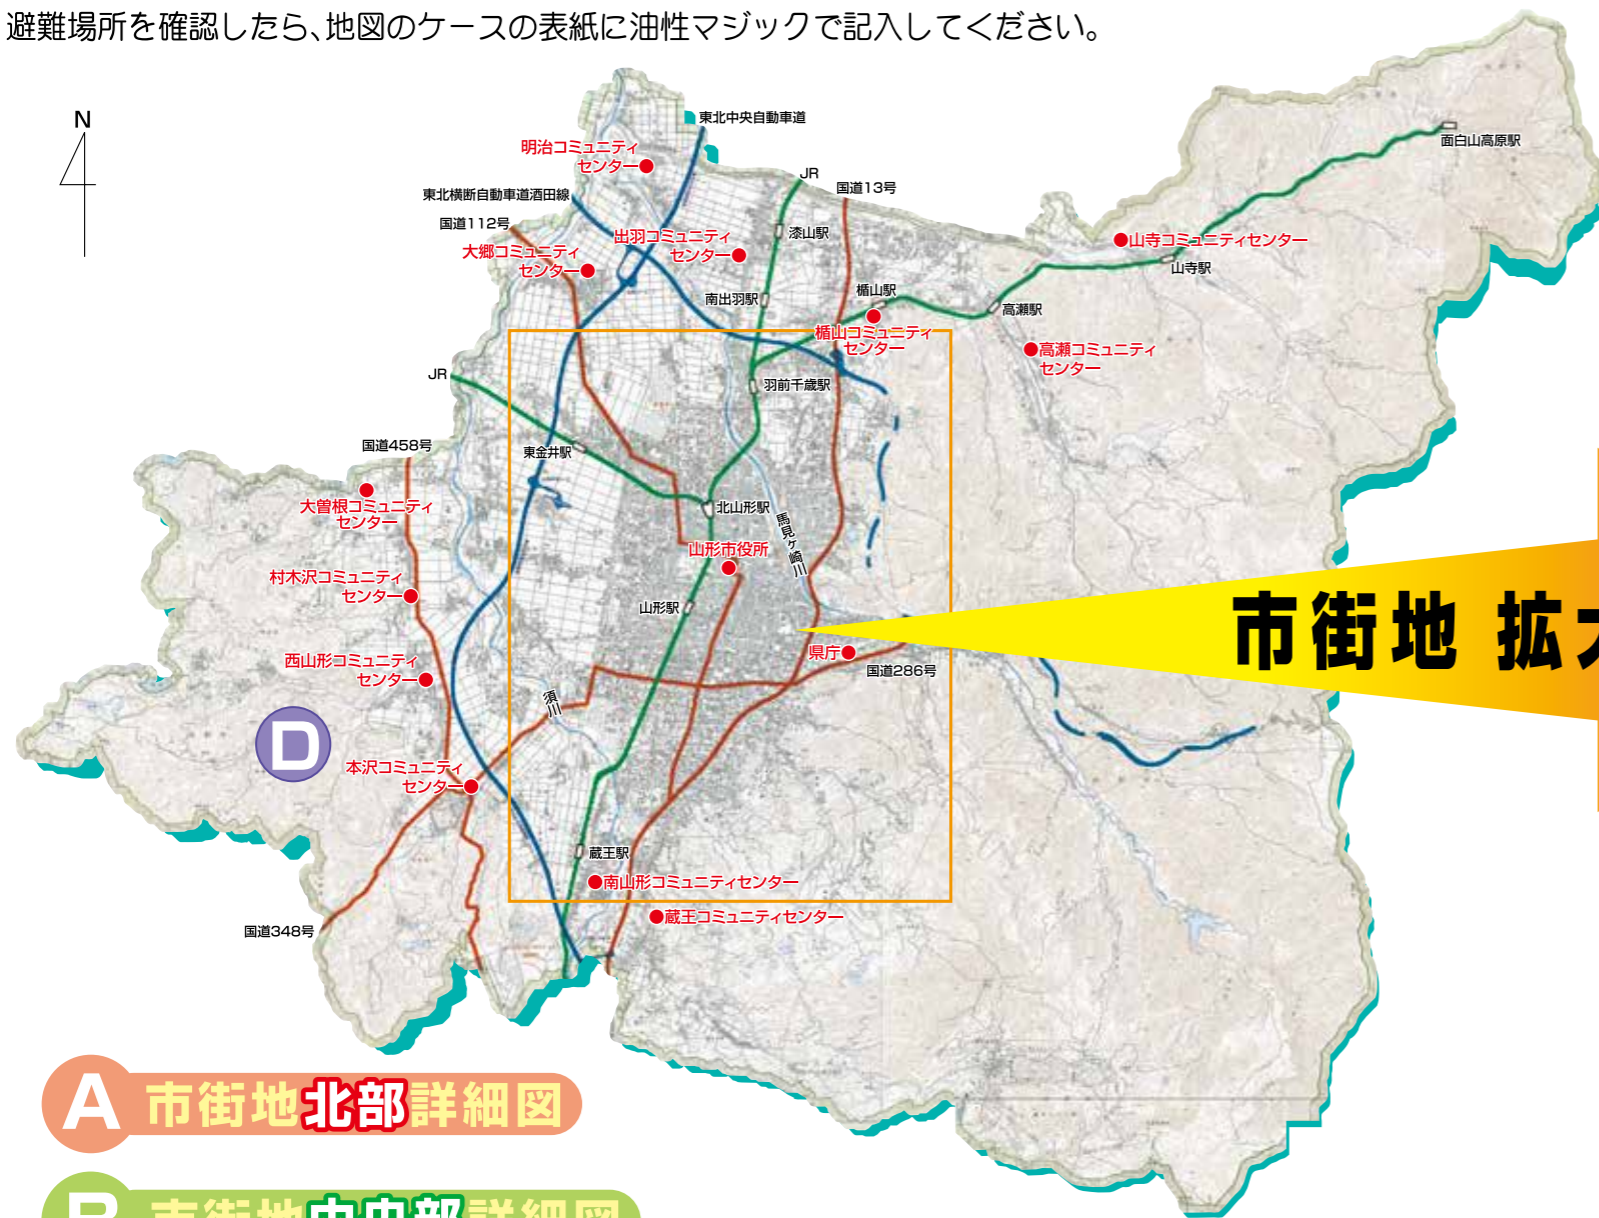 避難場所を確認したら、地図のケースの表紙に油性マジックで記入してください。
N
東北中央自動車道
面白山高原駅
明治コミュニティ
センター
JR
国道13号
東北横断自動車道酒田線
国道112号
漆山駅
出羽コミュニティ
センター
山寺コミュニティセンター
大郷コミュニティ
センター
山寺駅
南出羽駅
楯山駅
高瀬駅
楯山コミュニティ
センター
高瀬コミュニティ
センター
JR
羽前千歳駅
国道458号
東金井駅
大曽根コミュニティ
センター
北山形駅
馬見ヶ崎川
山形市役所
村木沢コミュニティ
センター
山形駅
市街地 拡
県庁
国道286号
西山形コミュニティ
センター
須川
D
本沢コミュニティ
センター
蔵王駅
南山形コミュニティセンター
蔵王コミュニティセンター
国道348号
A 市街地北部詳細図
B 市街地中央部詳細図